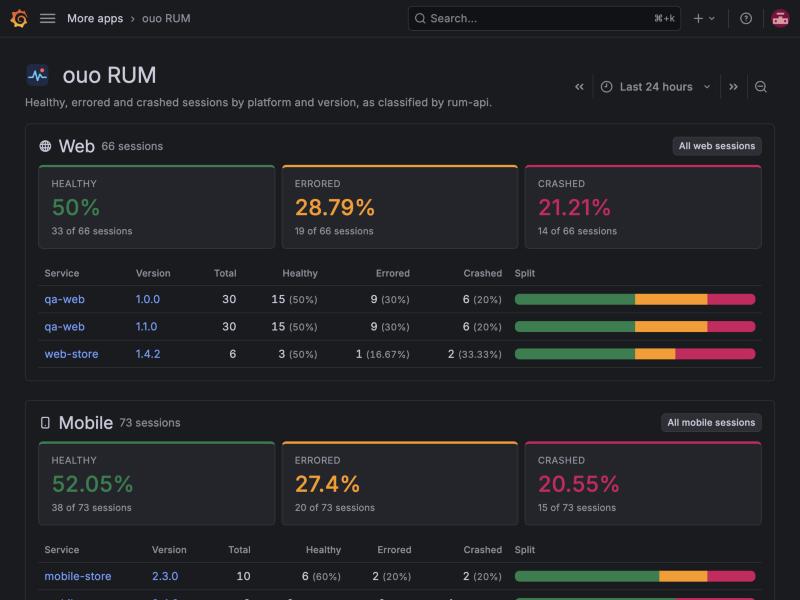 More apps › ouo RUM
Search... ⌘+k
ouo RUM
Last 24 hours
Healthy, errored and crashed sessions by platform and version, as classified by rum-api.
Web 66 sessions
All web sessions
HEALTHY ERRORED CRASHED
50% 28.79% 21.21%
33 of 66 sessions 19 of 66 sessions 14 of 66 sessions
Service Version Total Healthy Errored Crashed Split
qa-web 1.0.0 30 15 (50%) 9 (30%) 6 (20%)
qa-web 1.1.0 30 15 (50%) 9 (30%) 6 (20%)
web-store 1.4.2 6 3 (50%) 1 (16.67%) 2 (33.33%)
Mobile 73 sessions
All mobile sessions
HEALTHY ERRORED CRASHED
52.05% 27.4% 20.55%
38 of 73 sessions 20 of 73 sessions 15 of 73 sessions
Service Version Total Healthy Errored Crashed Split
mobile-store 2.3.0 10 6 (60%) 2 (20%) 2 (20%)